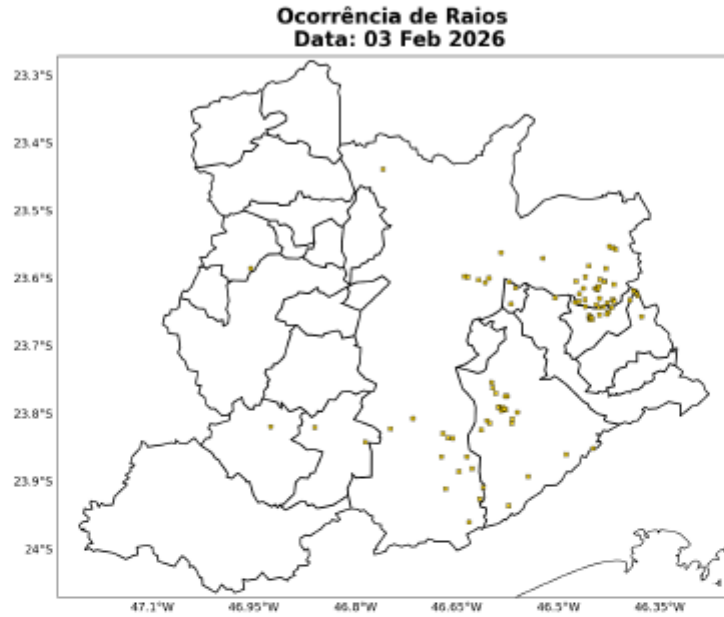 Ocorrência de Raios
Data: 03 Feb 2026
23.3°S
23.4°S
23.5°S
23.6°S
23.7°S
23.8°S
23.9°S
24°S
47.1°W
46.95°W
46.8°W
46.65°W
46.5°W
46.35°W